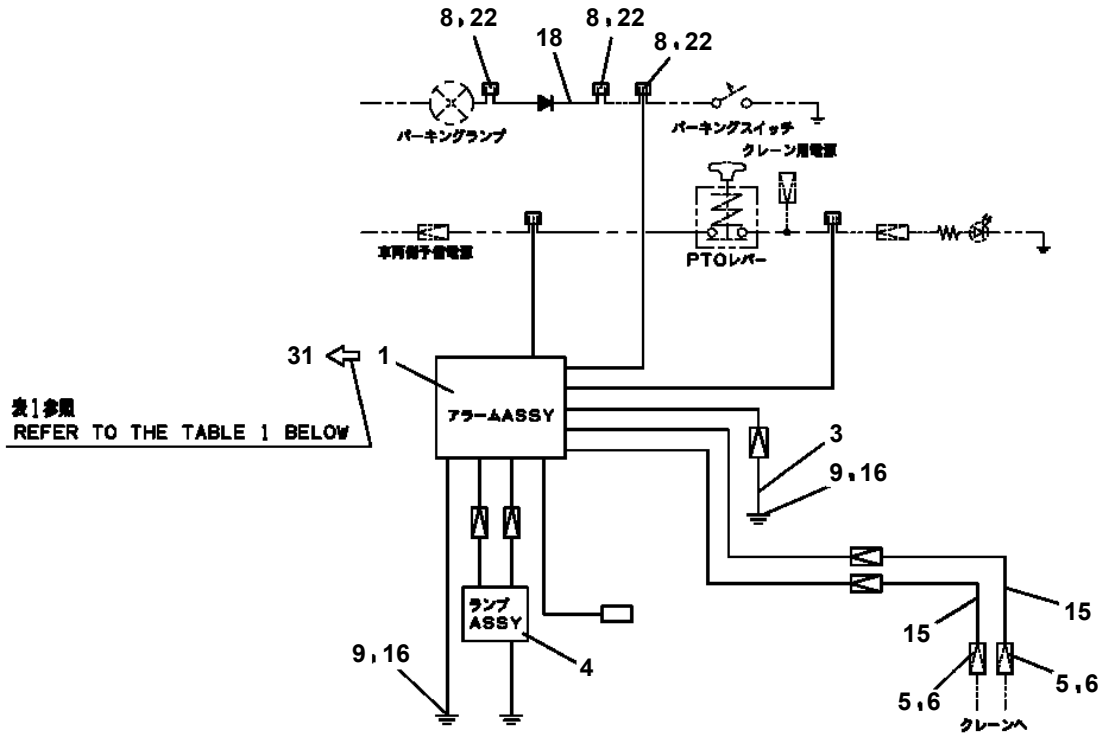 8,22
8,22
18
8,22
パーキングランプ
パーキングスイッチ
クレーン用電源
車両側予備電源
PTOレバー
31
1
表1参照
REFER TO THE TABLE 1 BELOW
アラームASSY
3
9,16
ランプ
ASSY
15
15
9,16
4
5,6
5,6
クレーンへ